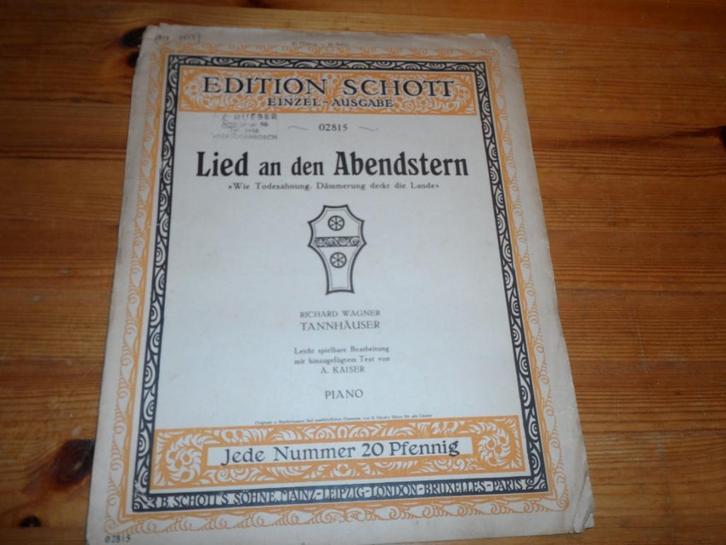 EDITION SCHOTT
EINZEL-AUSGABE
02815
Lied an den Abendstern
»Wie Todesahnung, Dämmerung deckt die Lande«
RICHARD WAGNER
TANNHÄUSER
Leicht spielbare Bearbeitung
mit hinzugefügtem Text von
A. KAISER
PIANO
Jede Nummer 20 Pfennig
B. SCHOTT'S SÖHNE, MAINZ-LEIPZIG-LONDON-BRUXELLES-PARIS
02815